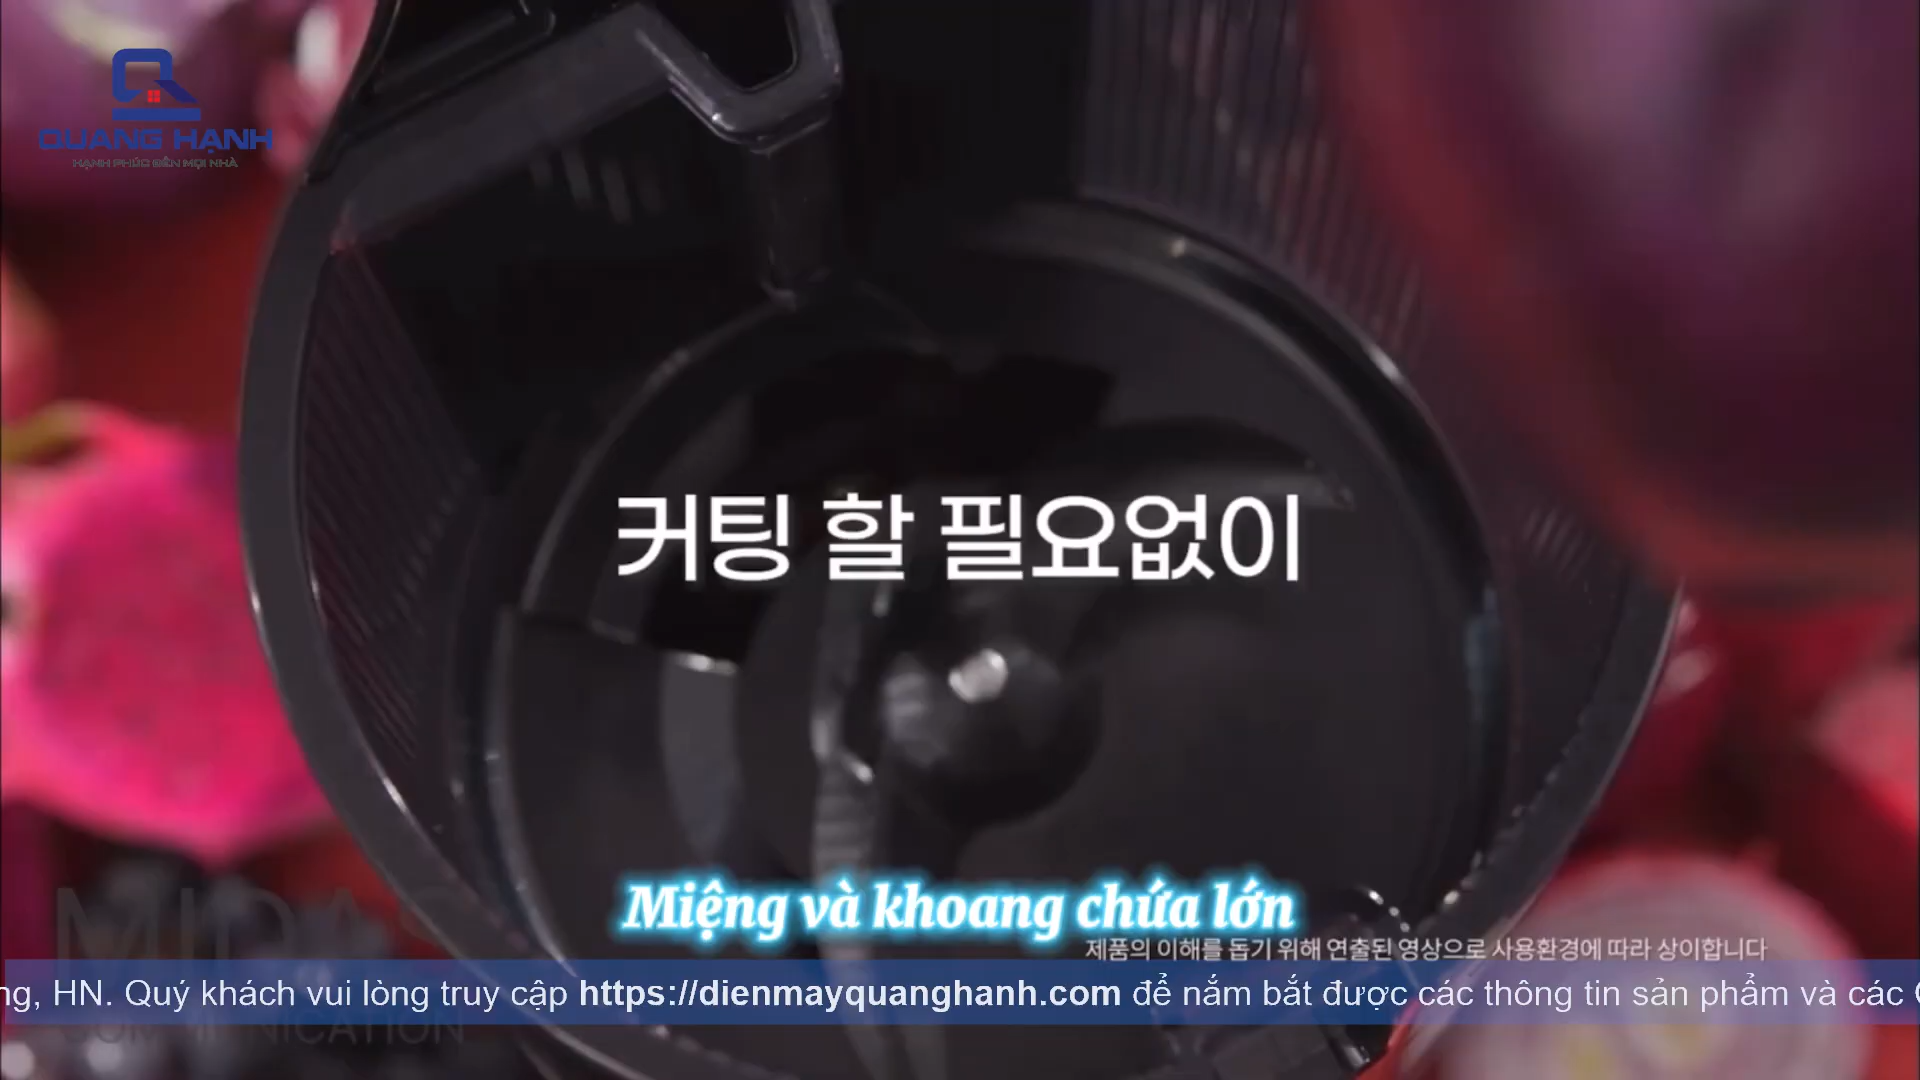 QUANG HẠNH
HẠNH PHÚC ĐẾN MỌI NHÀ
커팅 할 필요없이
Miệng và khoang chứa lớn
제품의 이해를 돕기 위해 연출된 영상으로 사용환경에 따라 상이합니다
ng, HN. Quý khách vui lòng truy cập https://dienmayquanghanh.com để nắm bắt được các thông tin sản phẩm và các
MIDAS
COMMUNICATION